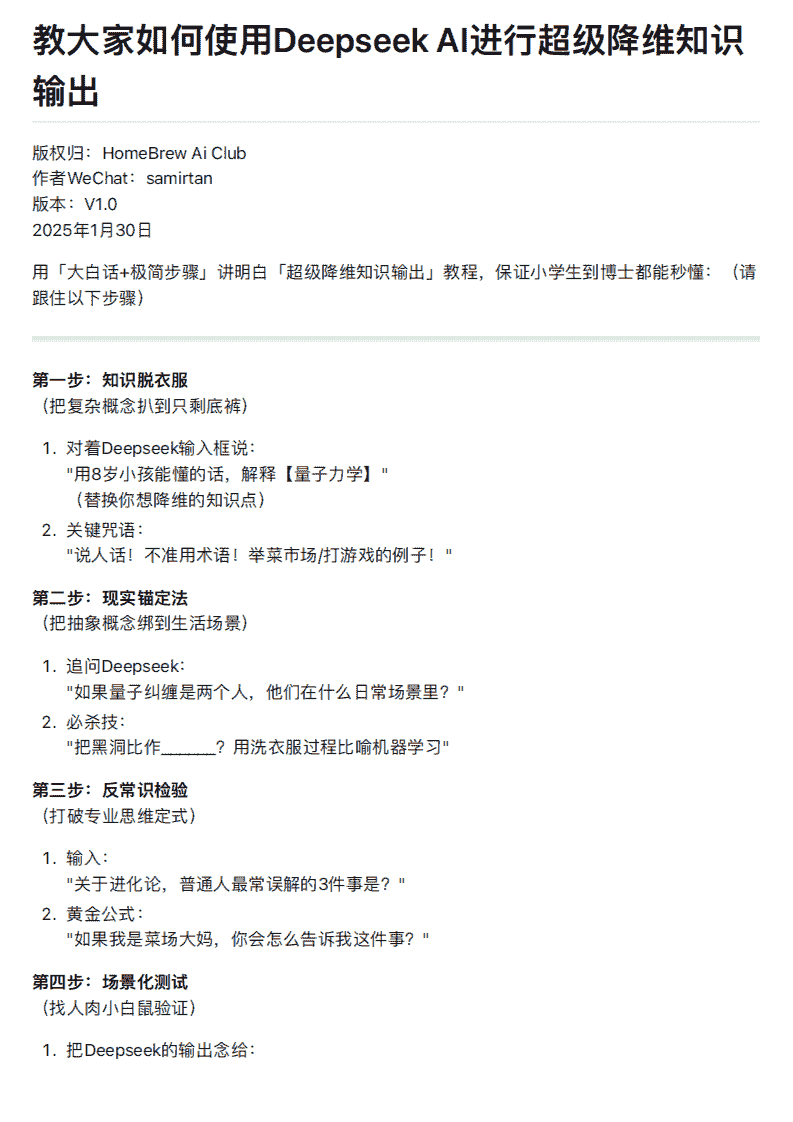 教大家如何使用Deepseek AI进行超级降维知识
输出
版权归：HomeBrew Ai Club
作者WeChat：samirtan
版本：V1.0
2025年1月30日
用「大白话+极简步骤」讲明白「超级降维知识输出」教程，保证小学生到博士都能秒懂：（请
跟住以下步骤）
第一步：知识脱衣服
（把复杂概念扒到只剩底裤）
1. 对着Deepseek输入框说：
"用8岁小孩能懂的话，解释【量子力学】"
（替换你想降维的知识点）
2. 关键咒语：
"说人话！不准用术语！举菜市场/打游戏的例子！"
第二步：现实锚定法
（把抽象概念绑到生活场景）
1. 追问Deepseek：
"如果量子纠缠是两个人，他们在什么日常场景里？"
2. 必杀技：
"把黑洞比作______？用洗衣服过程比喻机器学习"
第三步：反常识检验
（打破专业思维定式）
1. 输入：
"关于进化论，普通人最常误解的3件事是？"
2. 黄金公式：
"如果我是菜场大妈，你会怎么告诉我这件事？"
第四步：场景化测试
（找人肉小白鼠验证）
1. 把Deepseek的输出念给：